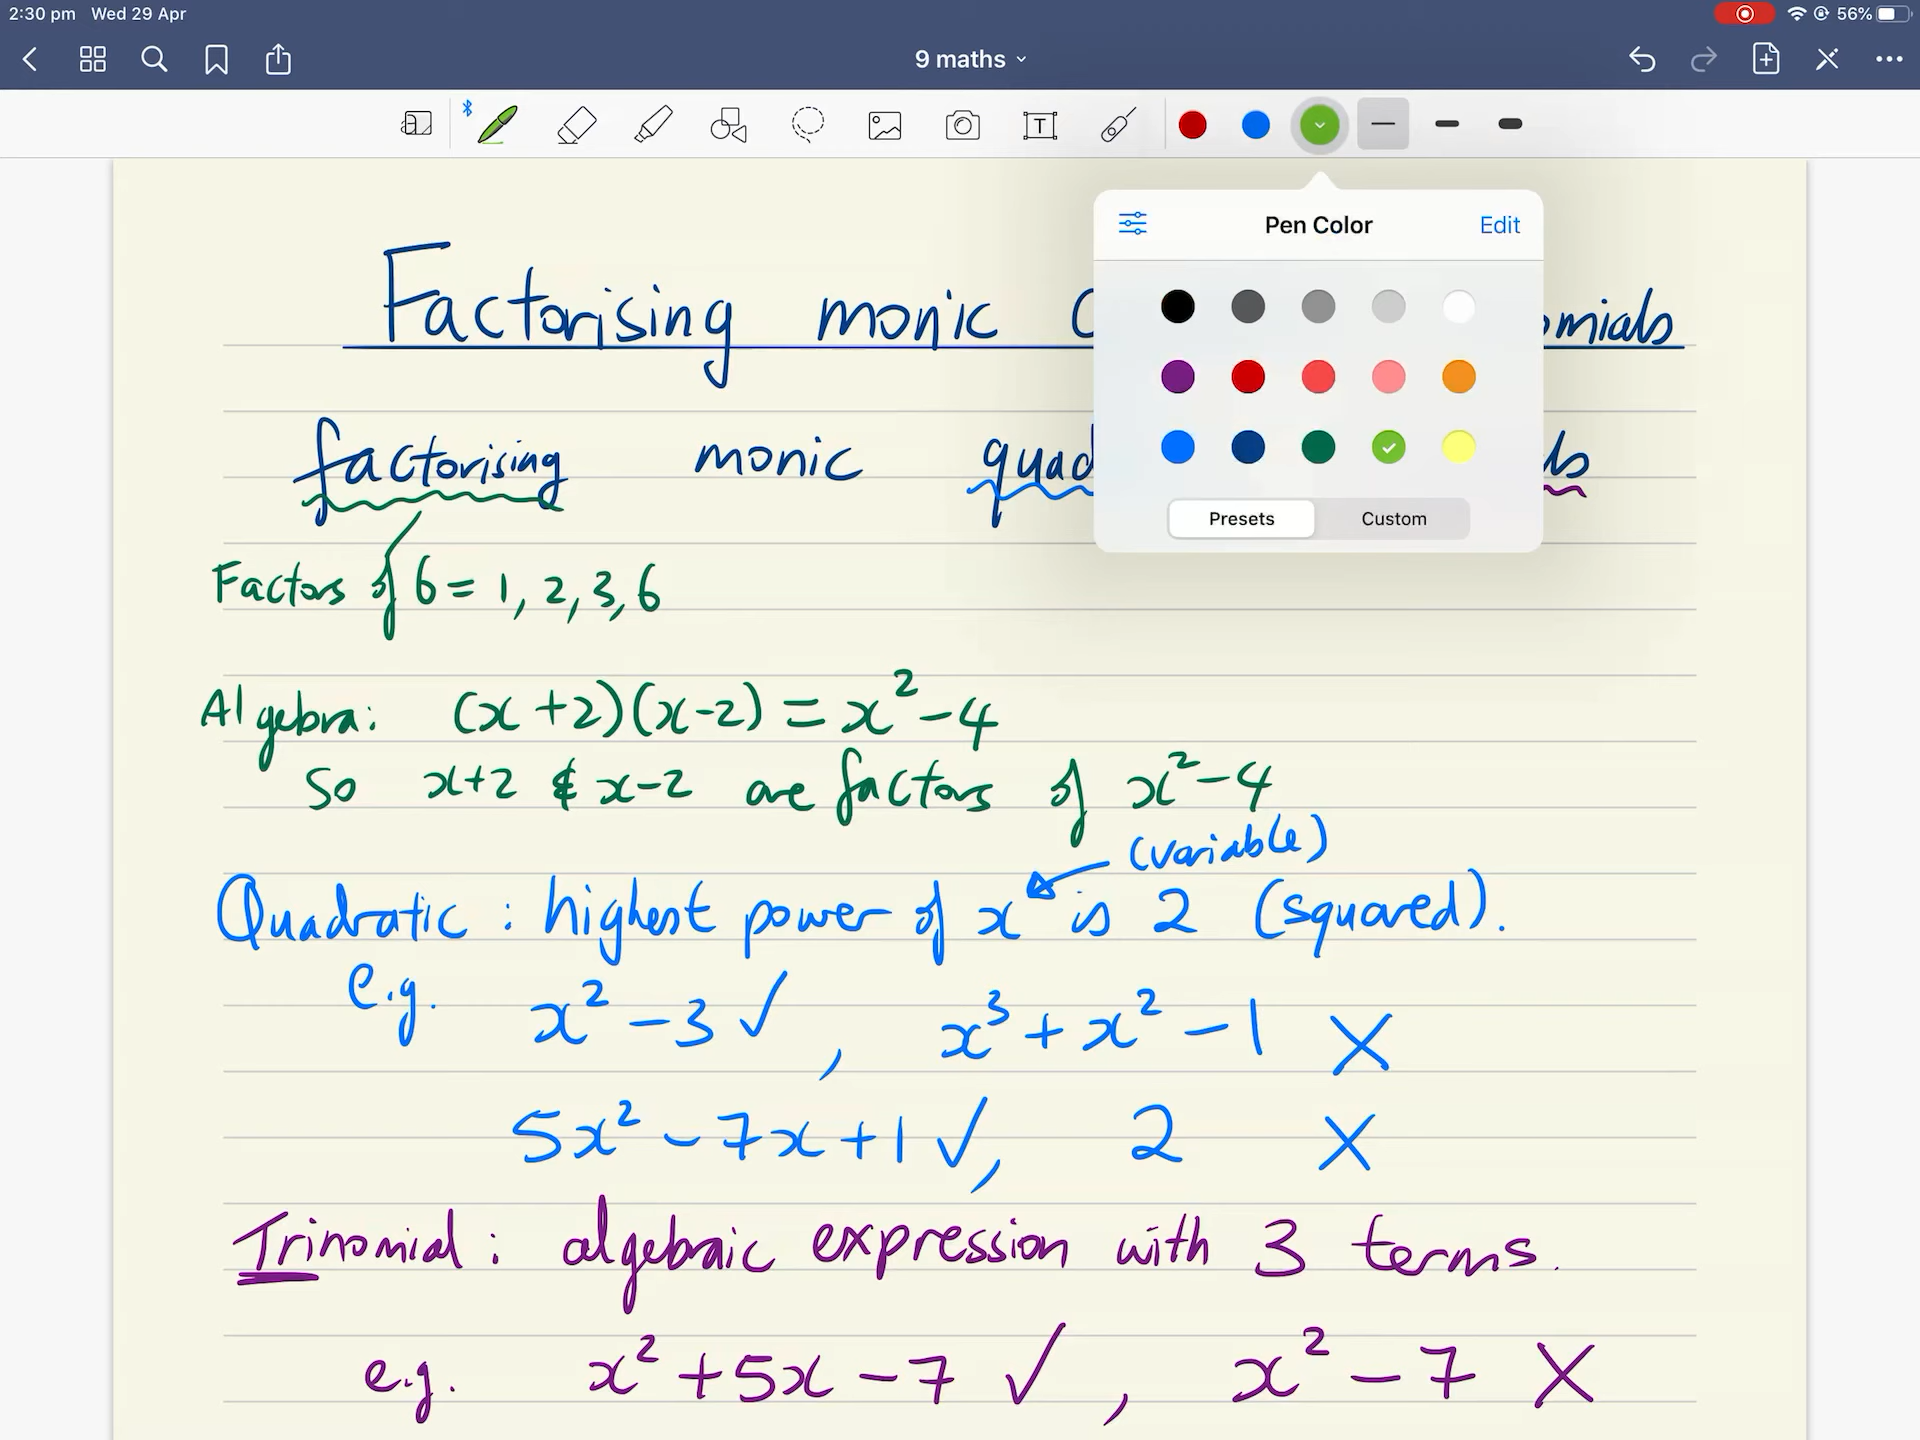 2:30 pm Wed 29 Apr 56%
9 maths
Pen Color Edit
Factorising monic omials
factorising monic quad ls
Presets Custom
Factors of 6 = 1, 2, 3, 6
Algebra: (x+2)(x-2) = x² - 4
So x+2 & x-2 are factors of x² - 4
(variable)
Quadratic : highest power of x is 2 (squared).
e.g. x² - 3 ✓, x³ + x² - 1 X
5x² - 7x + 1 ✓, 2 X
Trinomial : algebraic expression with 3 terms.
e.g. x² + 5x - 7 ✓, x² - 7 X